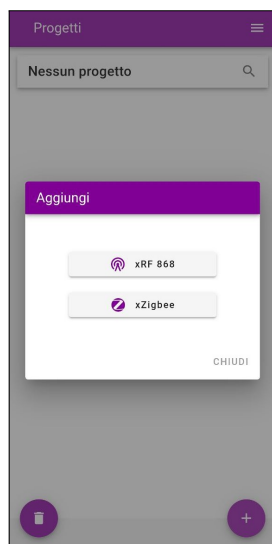 Progetti
Nessun progetto
Aggiungi
xRF 868
xZigbee
CHIUDI